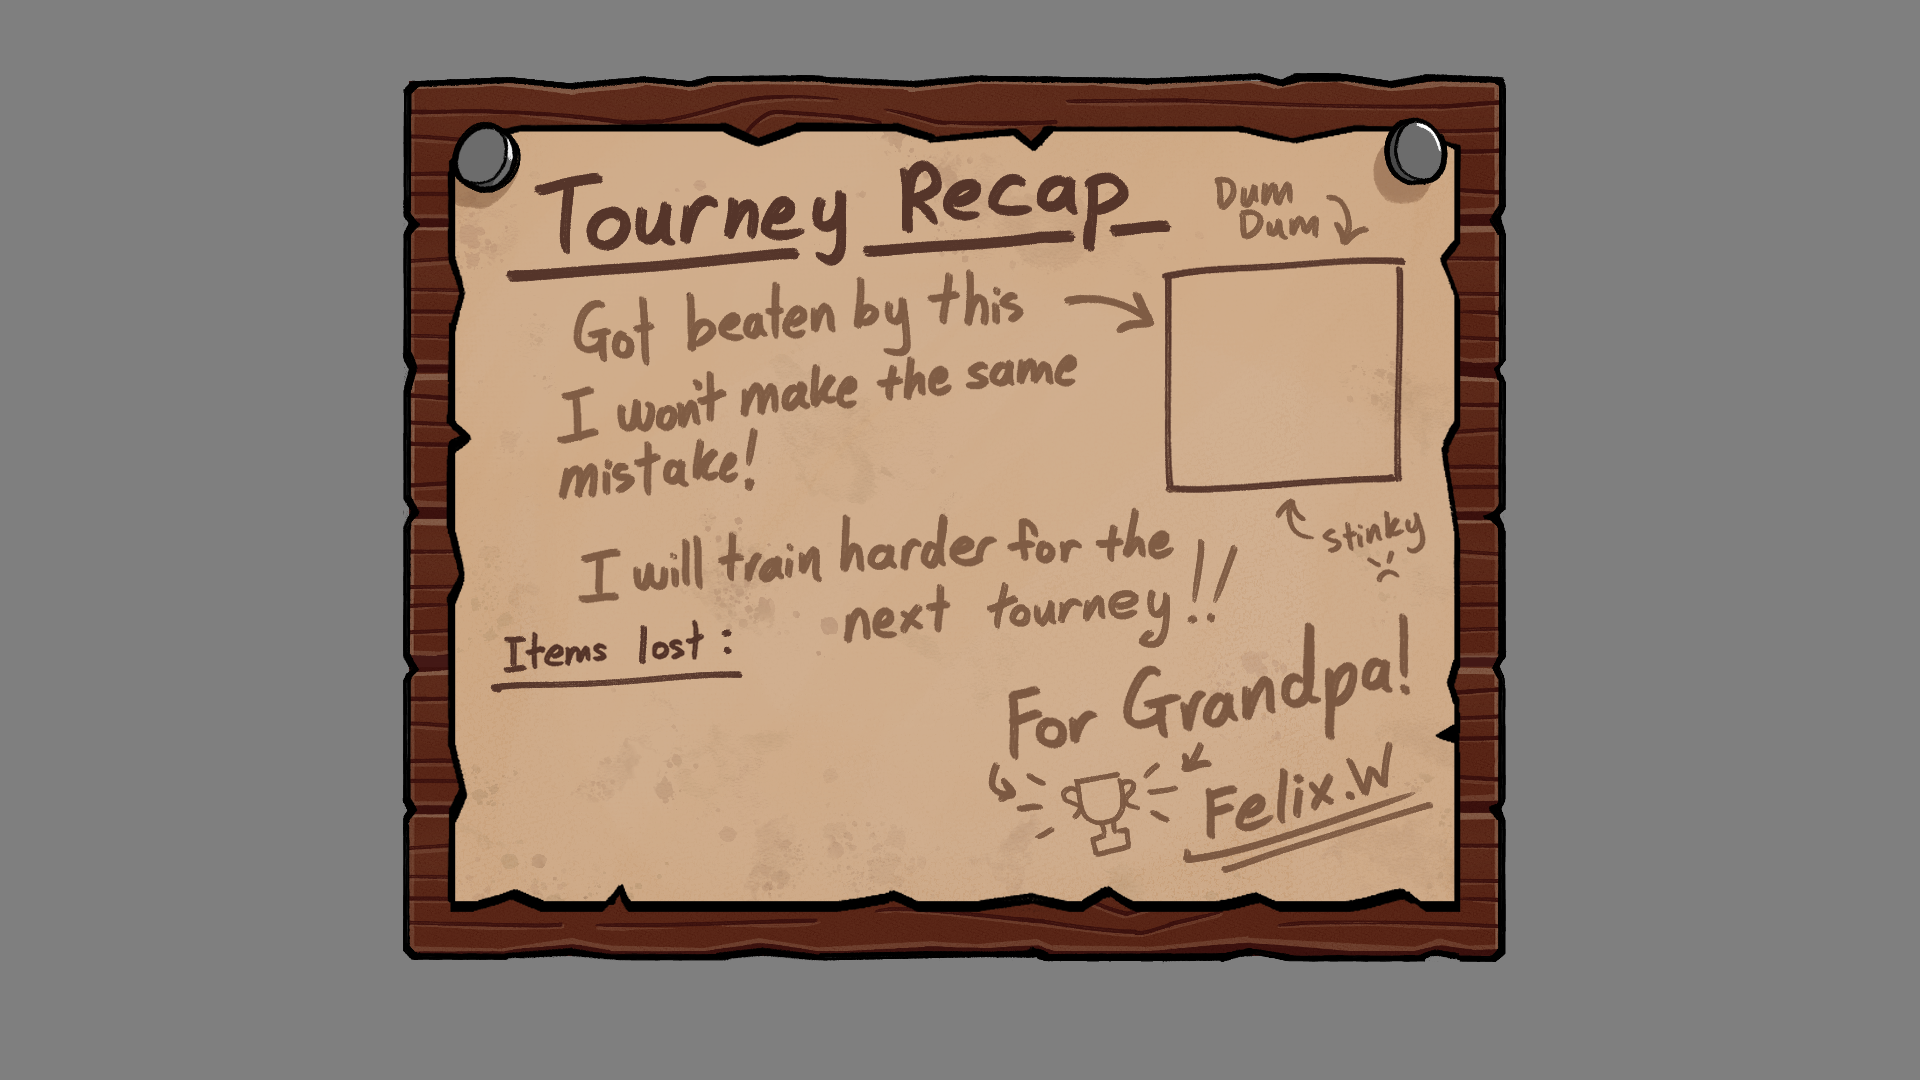 Tourney Recap
Dum
Dum
Got beaten by this
I won't make the same
mistake!
stinky
I will train harder for the
next tourney!!
Items lost:
For Grandpa!
Felix.W